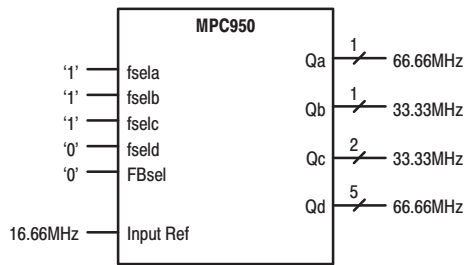 MPC950
'1' fsela
'1' fselb
'1' fselc
'0' fseld
'0' FBsel
16.66MHz Input Ref
Qa 1 66.66MHz
Qb 1 33.33MHz
Qc 2 33.33MHz
Qd 5 66.66MHz